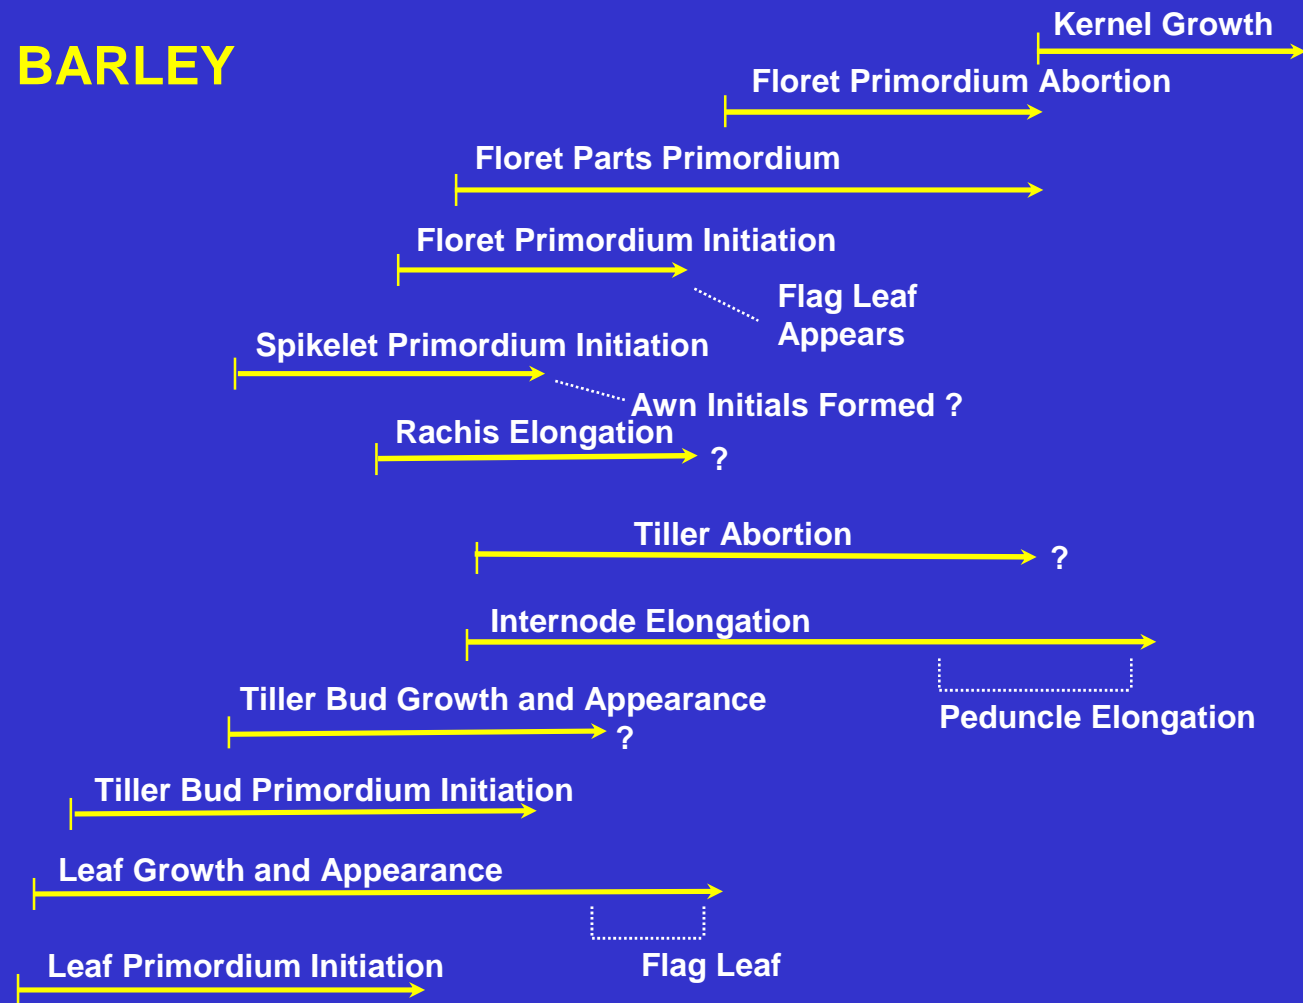 Kernel Growth
BARLEY
Floret Primordium Abortion
Floret Parts Primordium
Floret Primordium Initiation
Flag Leaf
Appears
Spikelet Primordium Initiation
Awn Initials Formed ?
Rachis Elongation
?
Tiller Abortion
?
Internode Elongation
Tiller Bud Growth and Appearance
Peduncle Elongation
?
Tiller Bud Primordium Initiation
Leaf Growth and Appearance
Leaf Primordium Initiation
Flag Leaf